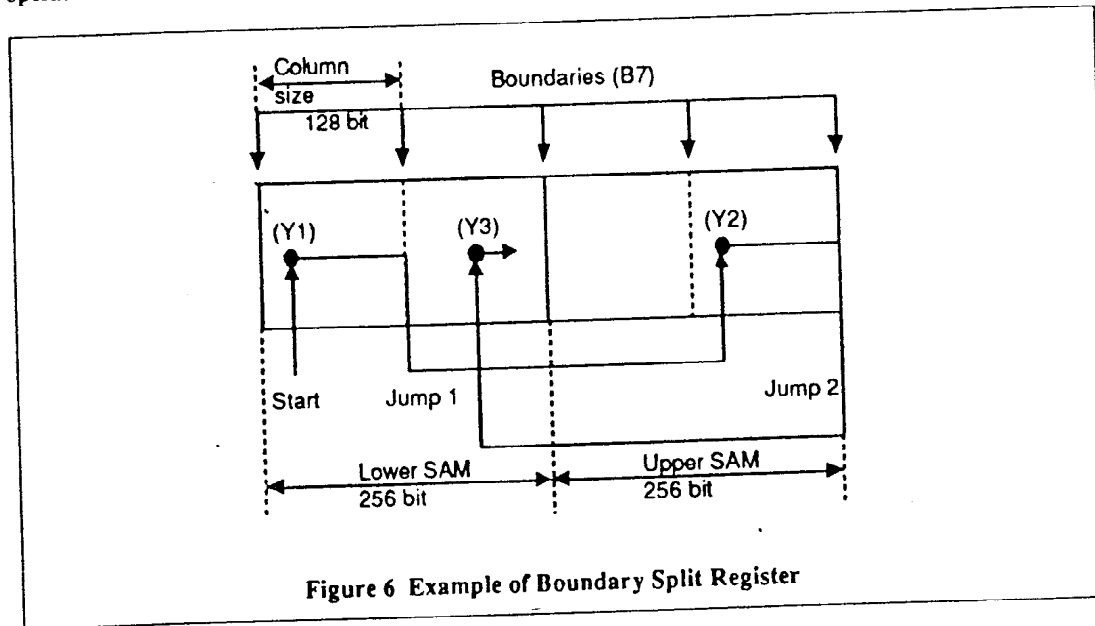 Column
size
128 bit
Boundaries (B7)
(Y1)
(Y3)
(Y2)
Start
Jump 1
Jump 2
Lower SAM
256 bit
Upper SAM
256 bit
Figure 6 Example of Boundary Split Register